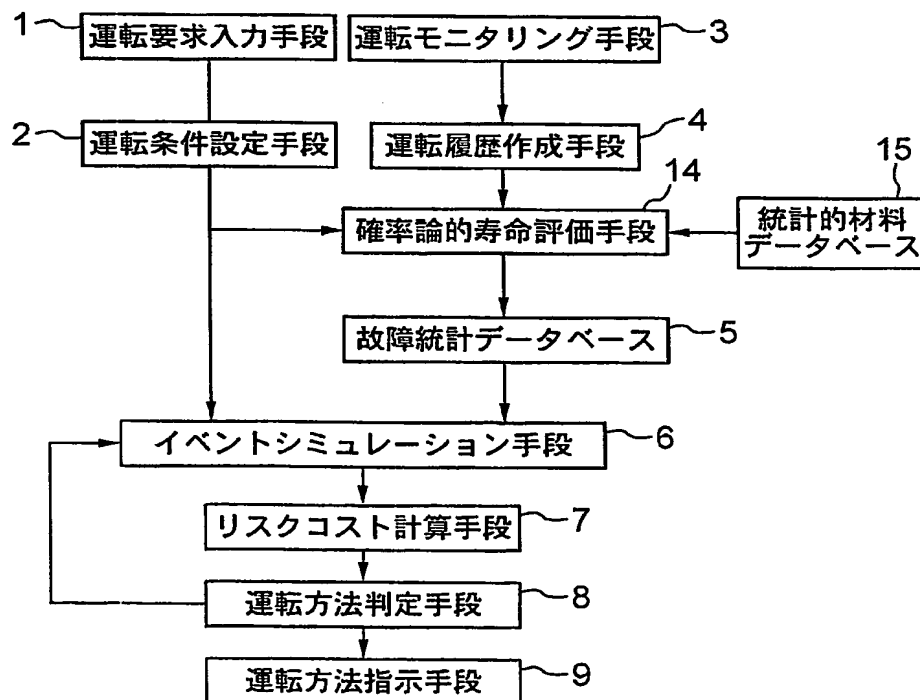 1
運転要求入力手段
運転モニタリング手段
3
2
運転条件設定手段
運転履歴作成手段
4
14
確率論的寿命評価手段
15
統計的材料
データベース
故障統計データベース
5
イベントシミュレーション手段
6
リスクコスト計算手段
7
運転方法判定手段
8
運転方法指示手段
9